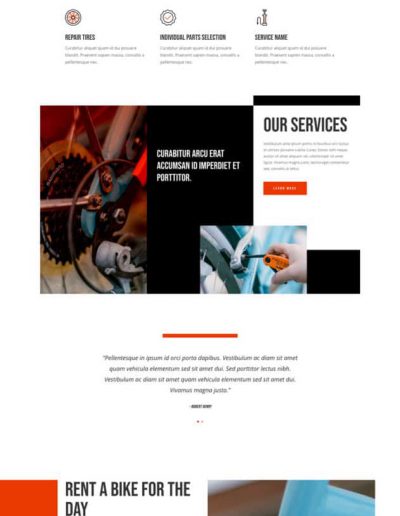 REPAIR TIRES
Curabitur aliquet quam id dui posuere
blandit. Praesent sapien massa, convallis a
pellentesque nec.
INDIVIDUAL PARTS SELECTION
Curabitur aliquet quam id dui posuere
blandit. Praesent sapien massa, convallis a
pellentesque nec.
SERVICE NAME
Curabitur aliquet quam id dui posuere
blandit. Praesent sapien massa, convallis a
pellentesque nec.
CURABITUR ARCU ERAT
ACCUMSAN ID IMPERDIET ET
PORTTITOR.
OUR SERVICES
LEARN MORE
"Pellentesque in ipsum id orci porta dapibus. Vestibulum ac diam sit amet
quam vehicula elementum sed sit amet dui. Sed porttitor lectus nibh.
Vestibulum ac diam sit amet quam vehicula elementum sed sit amet dui.
Vivamus magna justo."
- ROBERT DOWNY
RENT A BIKE FOR THE
DAY